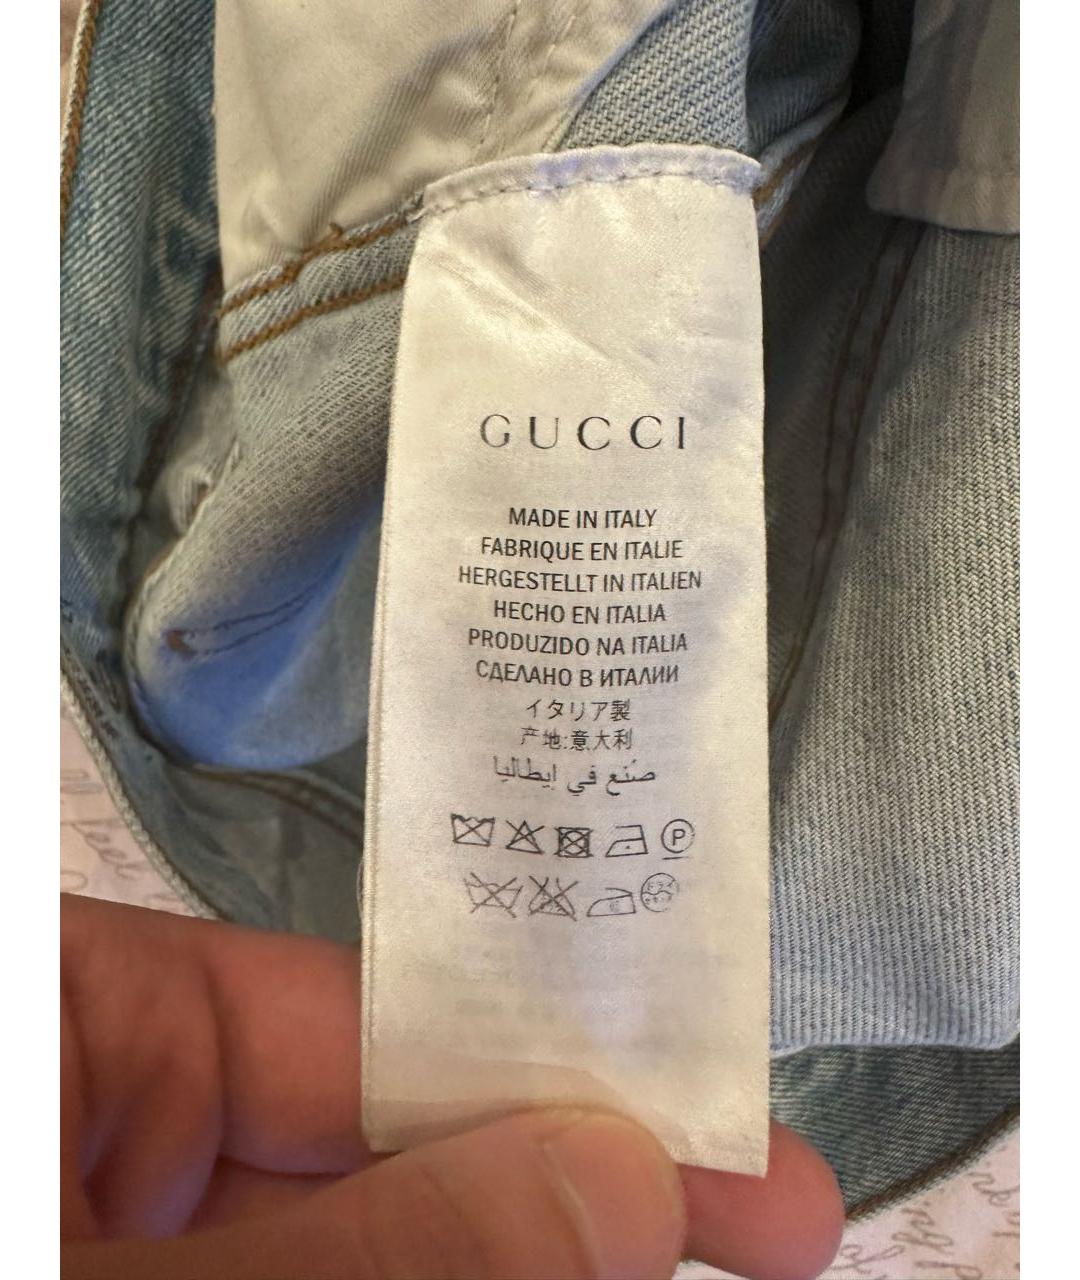 GUCCI
MADE IN ITALY
FABRIQUE EN ITALIE
HERGESTELLT IN ITALIEN
HECHO EN ITALIA
PRODUZIDO NA ITALIA
СДЕЛАНО В ИТАЛИИ
イタリア製
产地:意大利
صُنع في إيطاليا
P